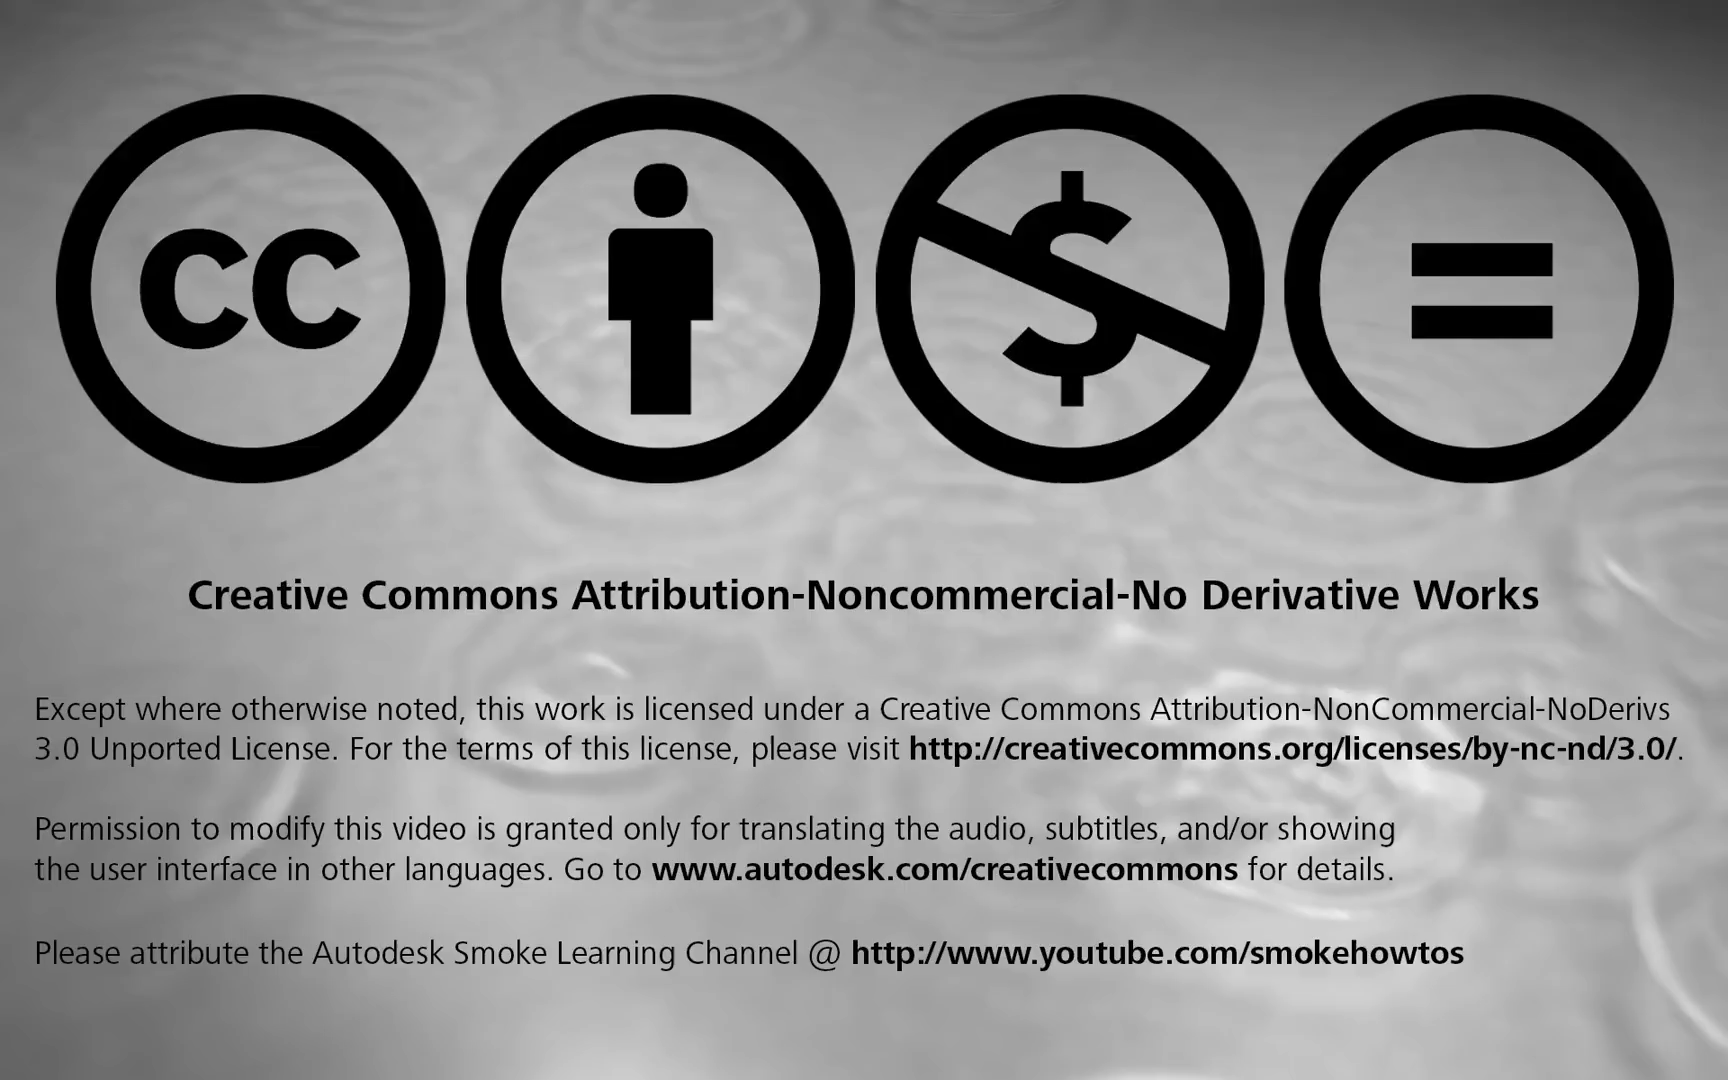 cc
$
=
Creative Commons Attribution-Noncommercial-No Derivative Works
Except where otherwise noted, this work is licensed under a Creative Commons Attribution-NonCommercial-NoDerivs
3.0 Unported License. For the terms of this license, please visit http://creativecommons.org/licenses/by-nc-nd/3.0/.
Permission to modify this video is granted only for translating the audio, subtitles, and/or showing
the user interface in other languages. Go to www.autodesk.com/creativecommons for details.
Please attribute the Autodesk Smoke Learning Channel @ http://www.youtube.com/smokehowtos